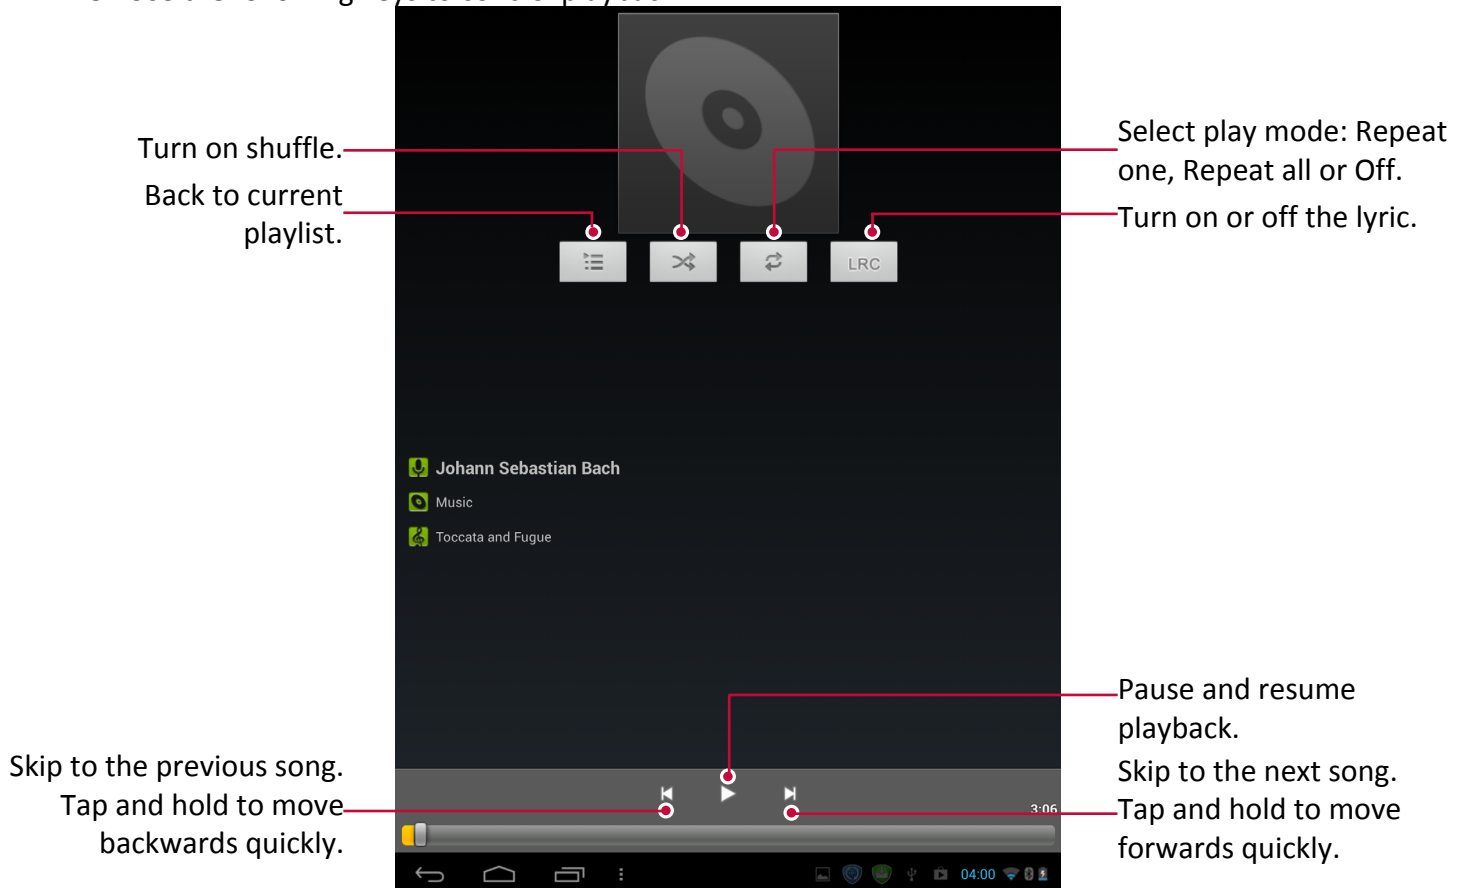 Turn on shuffle.
Back to current
playlist.
Select play mode: Repeat
one, Repeat all or Off.
Turn on or off the lyric.
LRC
Johann Sebastian Bach
Music
Toccata and Fugue
Pause and resume
playback.
Skip to the previous song.
Tap and hold to move
backwards quickly.
Skip to the next song.
Tap and hold to move
forwards quickly.
3:06
04:00